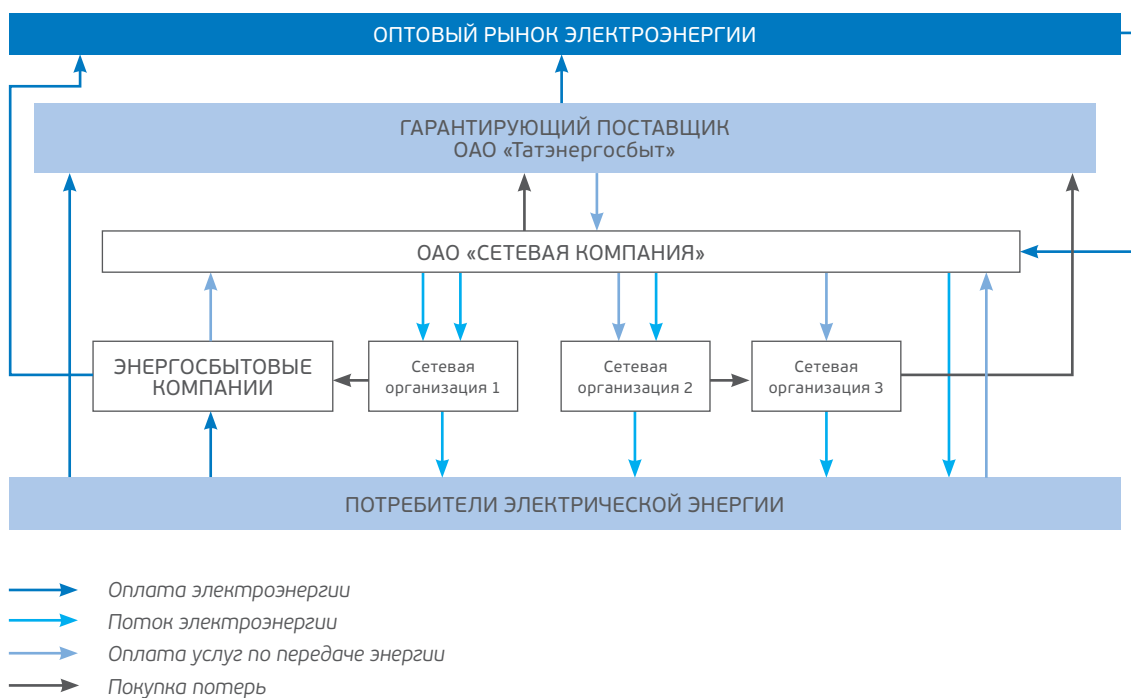 ОПТОВЫЙ РЫНОК ЭЛЕКТРОЭНЕРГИИ
ГАРАНТИРУЮЩИЙ ПОСТАВЩИК
ОАО «Татэнергосбыт»
ОАО «СЕТЕВАЯ КОМПАНИЯ»
ЭНЕРГОСБЫТОВЫЕ
КОМПАНИИ
Сетевая
организация 1
Сетевая
организация 2
Сетевая
организация 3
ПОТРЕБИТЕЛИ ЭЛЕКТРИЧЕСКОЙ ЭНЕРГИИ
Оплата электроэнергии
Поток электроэнергии
Оплата услуг по передаче энергии
Покупка потерь